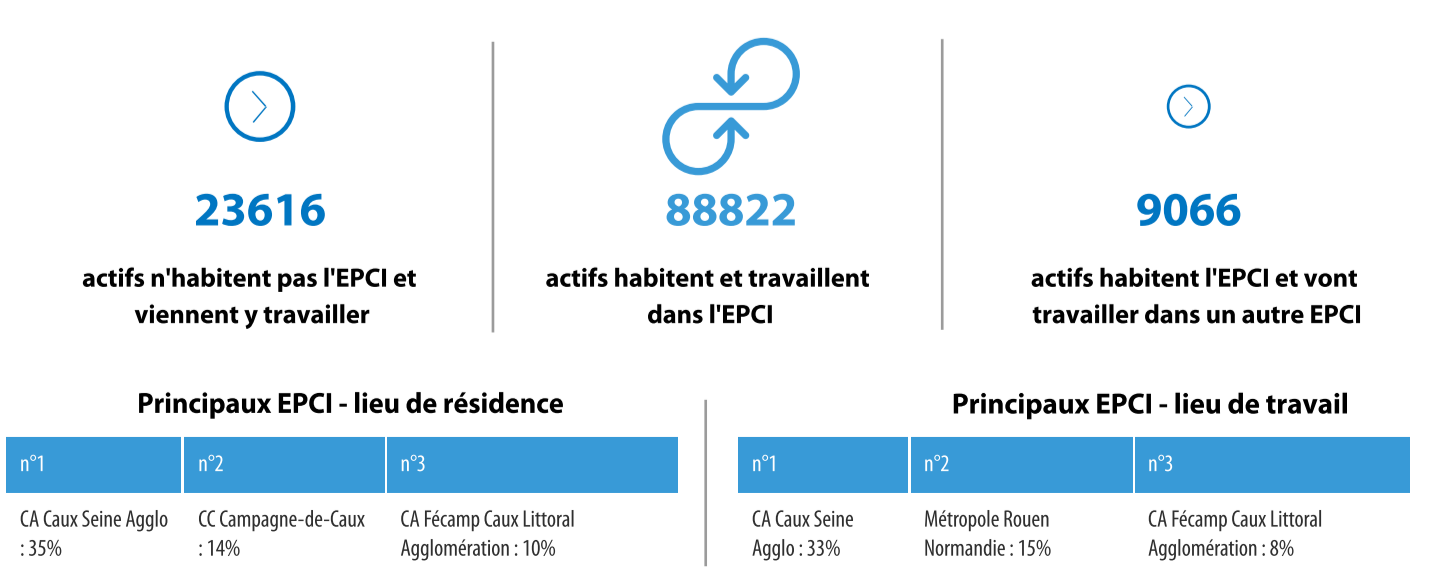 23616
actifs n'habitent pas l'EPCI et
viennent y travailler
88822
actifs habitent et travaillent
dans l'EPCI
9066
actifs habitent l'EPCI et vont
travailler dans un autre EPCI
Principaux EPCI - lieu de résidence
n°1
n°2
n°3
CA Caux Seine Agglo
: 35%
CC Campagne-de-Caux
: 14%
CA Fécamp Caux Littoral
Agglomération : 10%
Principaux EPCI - lieu de travail
n°1
n°2
n°3
CA Caux Seine
Agglo : 33%
Métropole Rouen
Normandie : 15%
CA Fécamp Caux Littoral
Agglomération : 8%